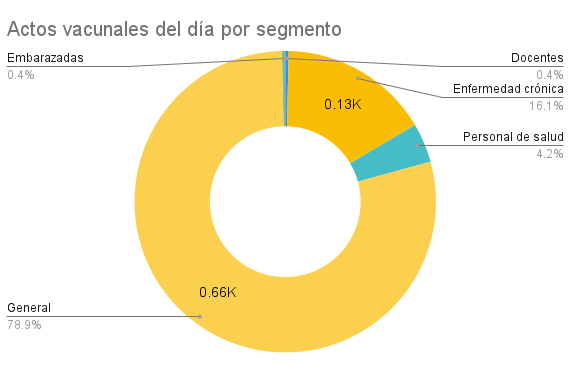 Actos vacunales del día por segmento
Embarazadas
0.4%
Docentes
0.4%
Enfermedad crónica
16.1%
0.13K
Personal de salud
4.2%
0.66K
General
78.9%